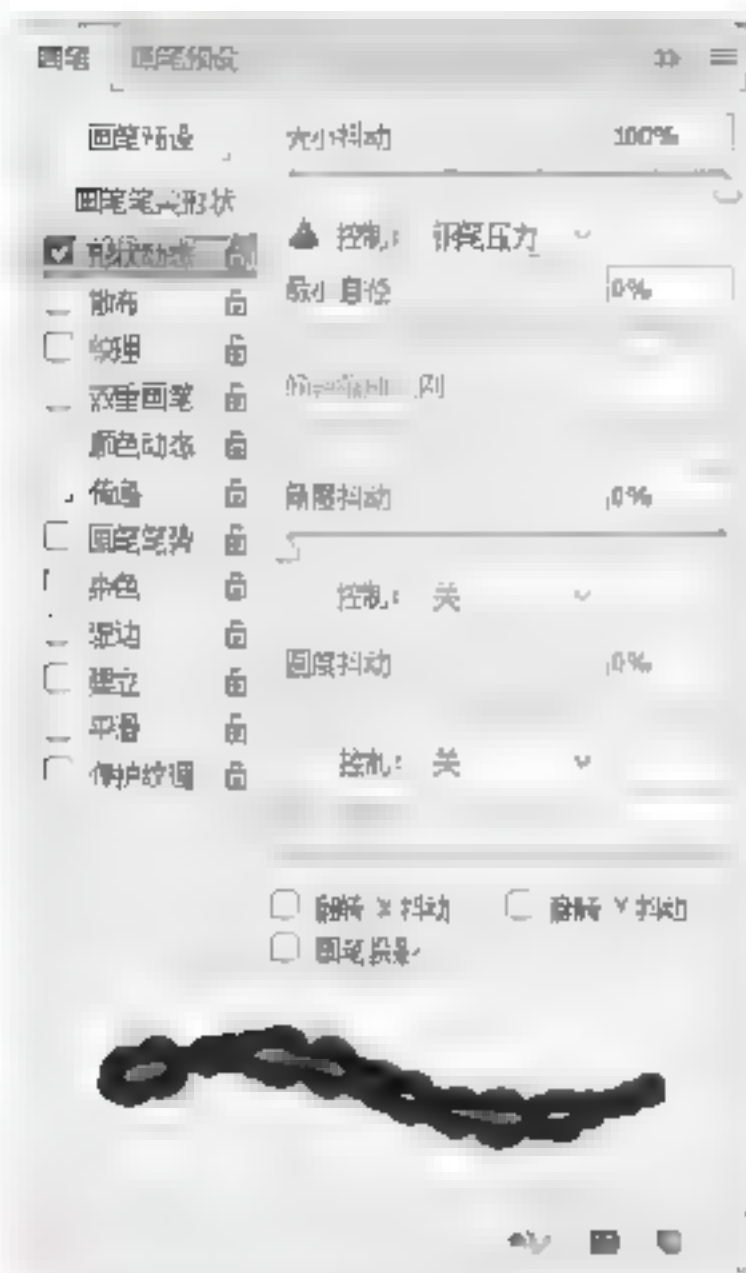 画笔 画笔预设
画笔预设 大小抖动 100%
画笔笔尖形状
控制： 钢笔压力
形状动态
散布 最小直径 0%
纹理
双重画笔
颜色动态
传递 角度抖动 0%
画笔笔势
杂色 控制： 关
湿边
建立 圆度抖动 0%
平滑
保护纹理 控制： 关
翻转 X 抖动 翻转 Y 抖动
画笔投影